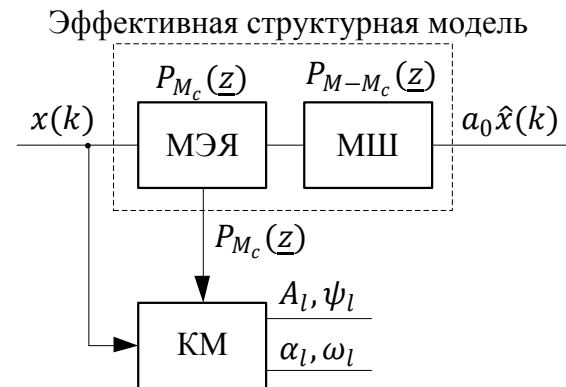 Эффективная структурная модель
P_{M_c}(z̲) P_{M−M_c}(z̲)
x(k) МЭЯ МШ a_0 x̂(k)
P_{M_c}(z̲)
КМ A_l, ψ_l
α_l, ω_l